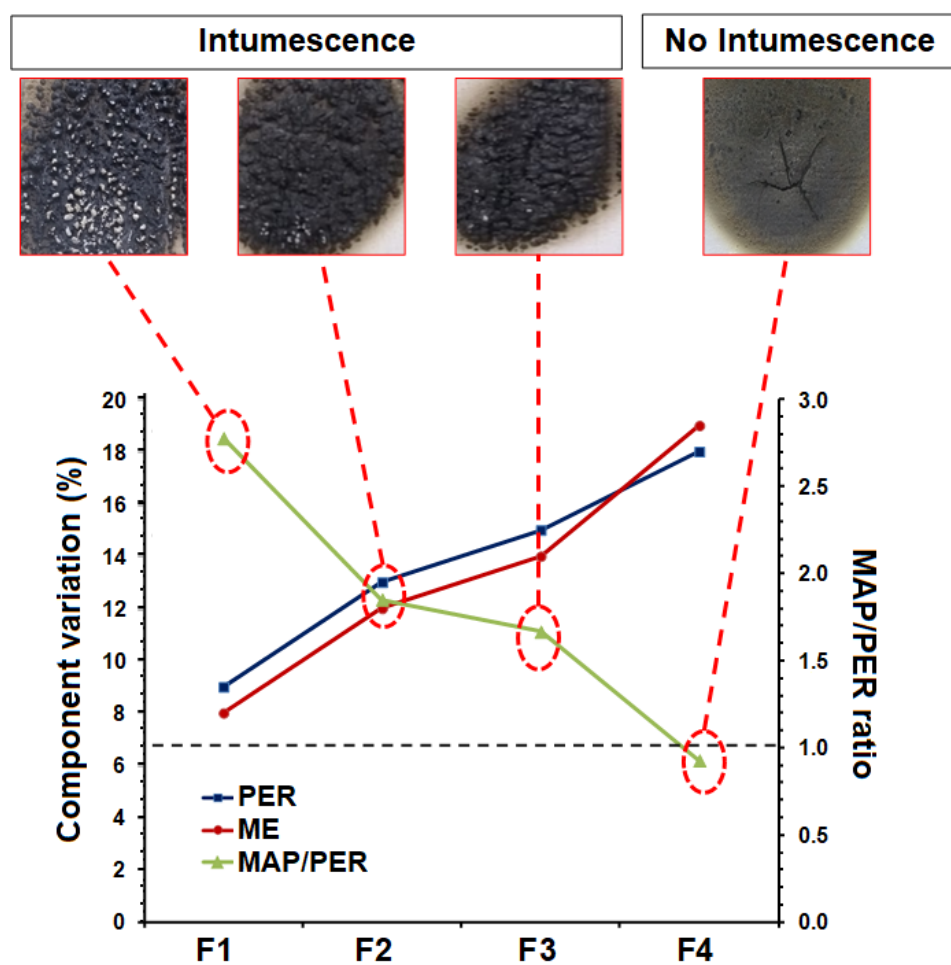 Intumescence
No Intumescence
20
18
16
14
12
10
8
6
4
2
0
Component variation (%)
3.0
2.5
2.0
1.5
1.0
0.5
0.0
MAP/PER ratio
PER
ME
MAP/PER
F1
F2
F3
F4